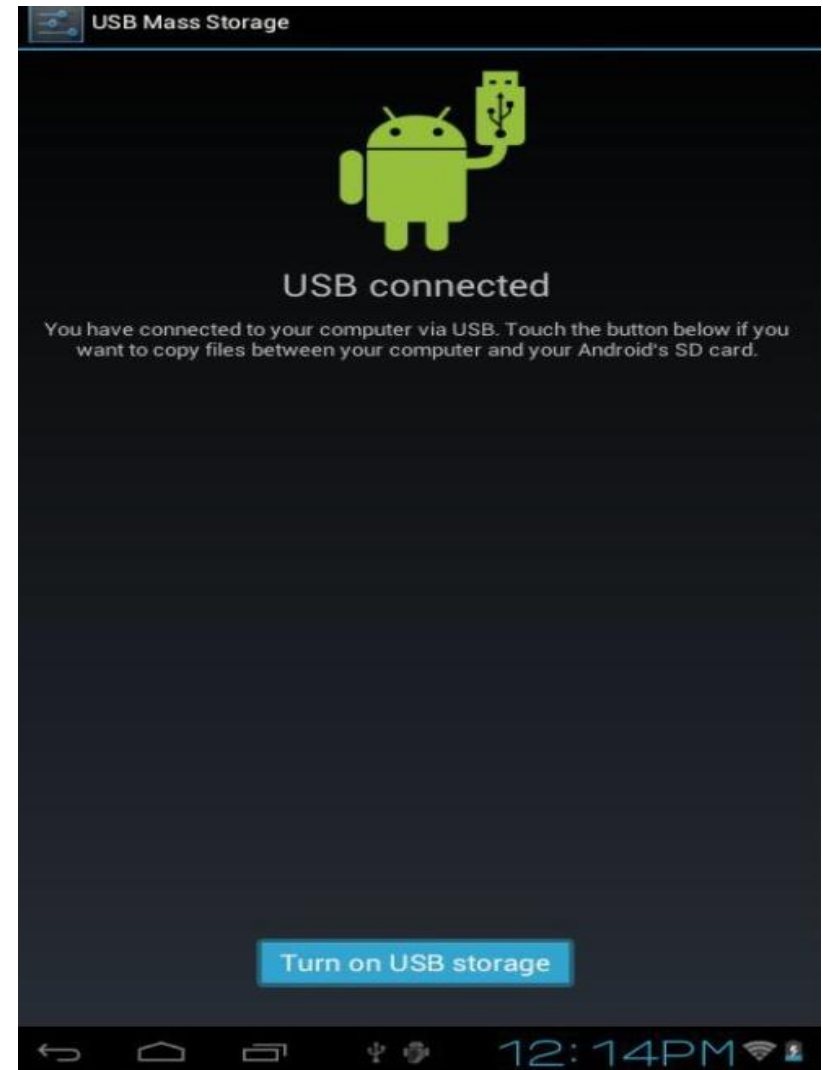 USB Mass Storage
USB connected
You have connected to your computer via USB. Touch the button below if you
want to copy files between your computer and your Android's SD card.
Turn on USB storage
12:14PM